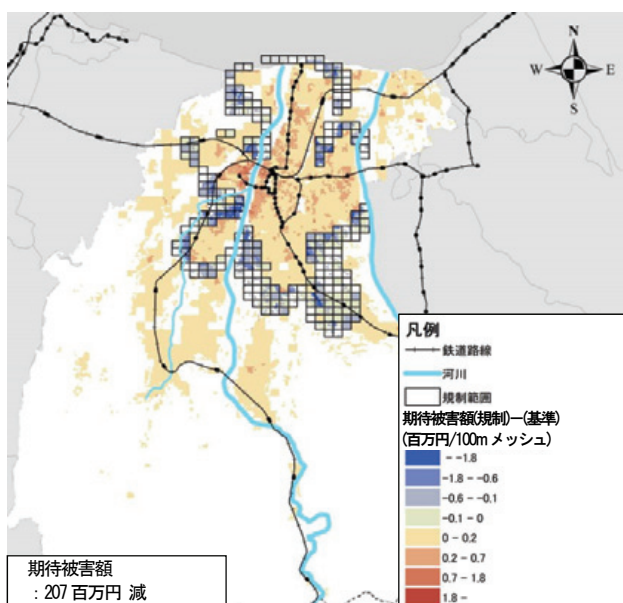 N
W E
S
凡例
鉄道路線
河川
規制範囲
期待被害額(規制)―(基準)
(百万円/100m メッシュ)
- -1.8
-1.8 - -0.6
-0.6 - -0.1
-0.1 - 0
0 - 0.2
0.2 - 0.7
0.7 - 1.8
1.8 -
期待被害額
: 207 百万円 減